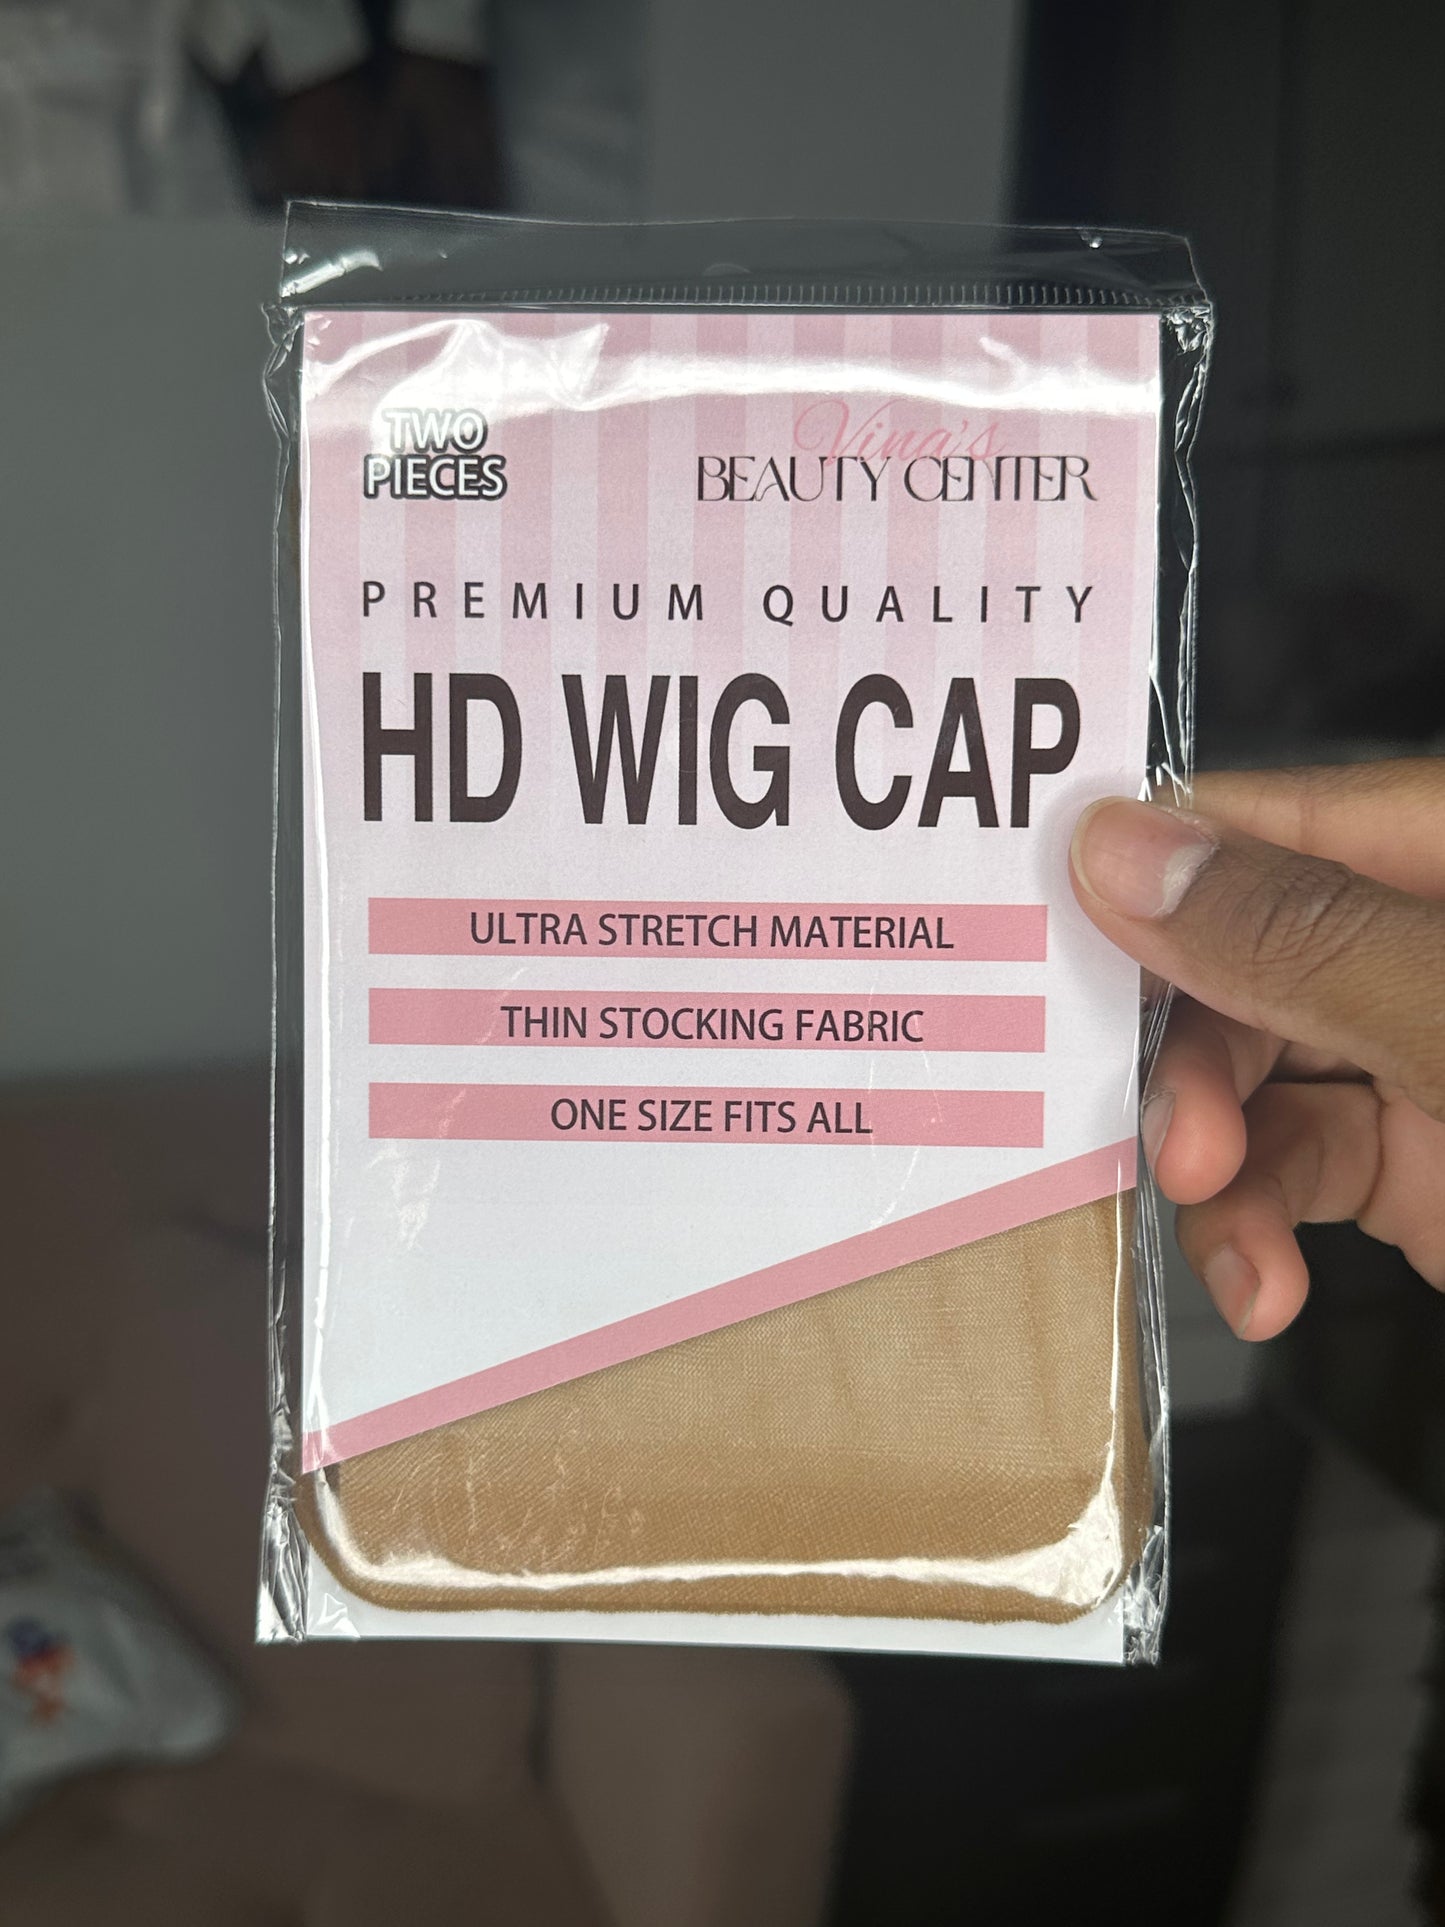 TWO
PIECES
Vina's
BEAUTY CENTER
PREMIUM QUALITY
HD WIG CAP
ULTRA STRETCH MATERIAL
THIN STOCKING FABRIC
ONE SIZE FITS ALL